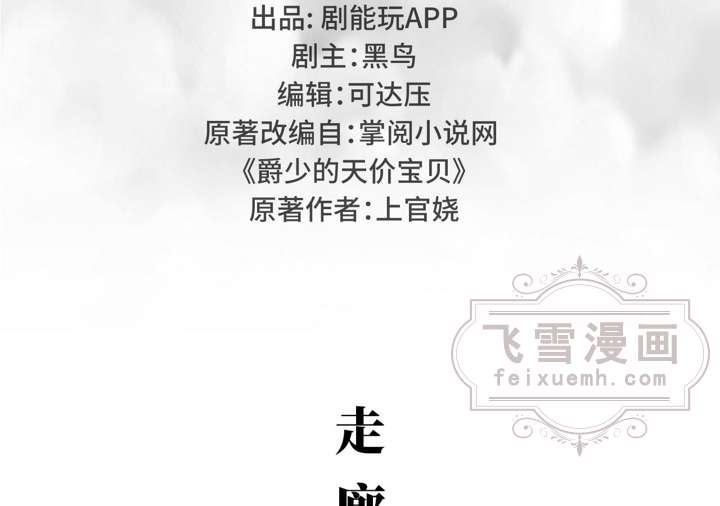 出品: 剧能玩APP
剧主：黑鸟
编辑：可达压
原著改编自：掌阅小说网
《爵少的天价宝贝》
原著作者：上官娆
飞雪漫画
feixuemh.com
走